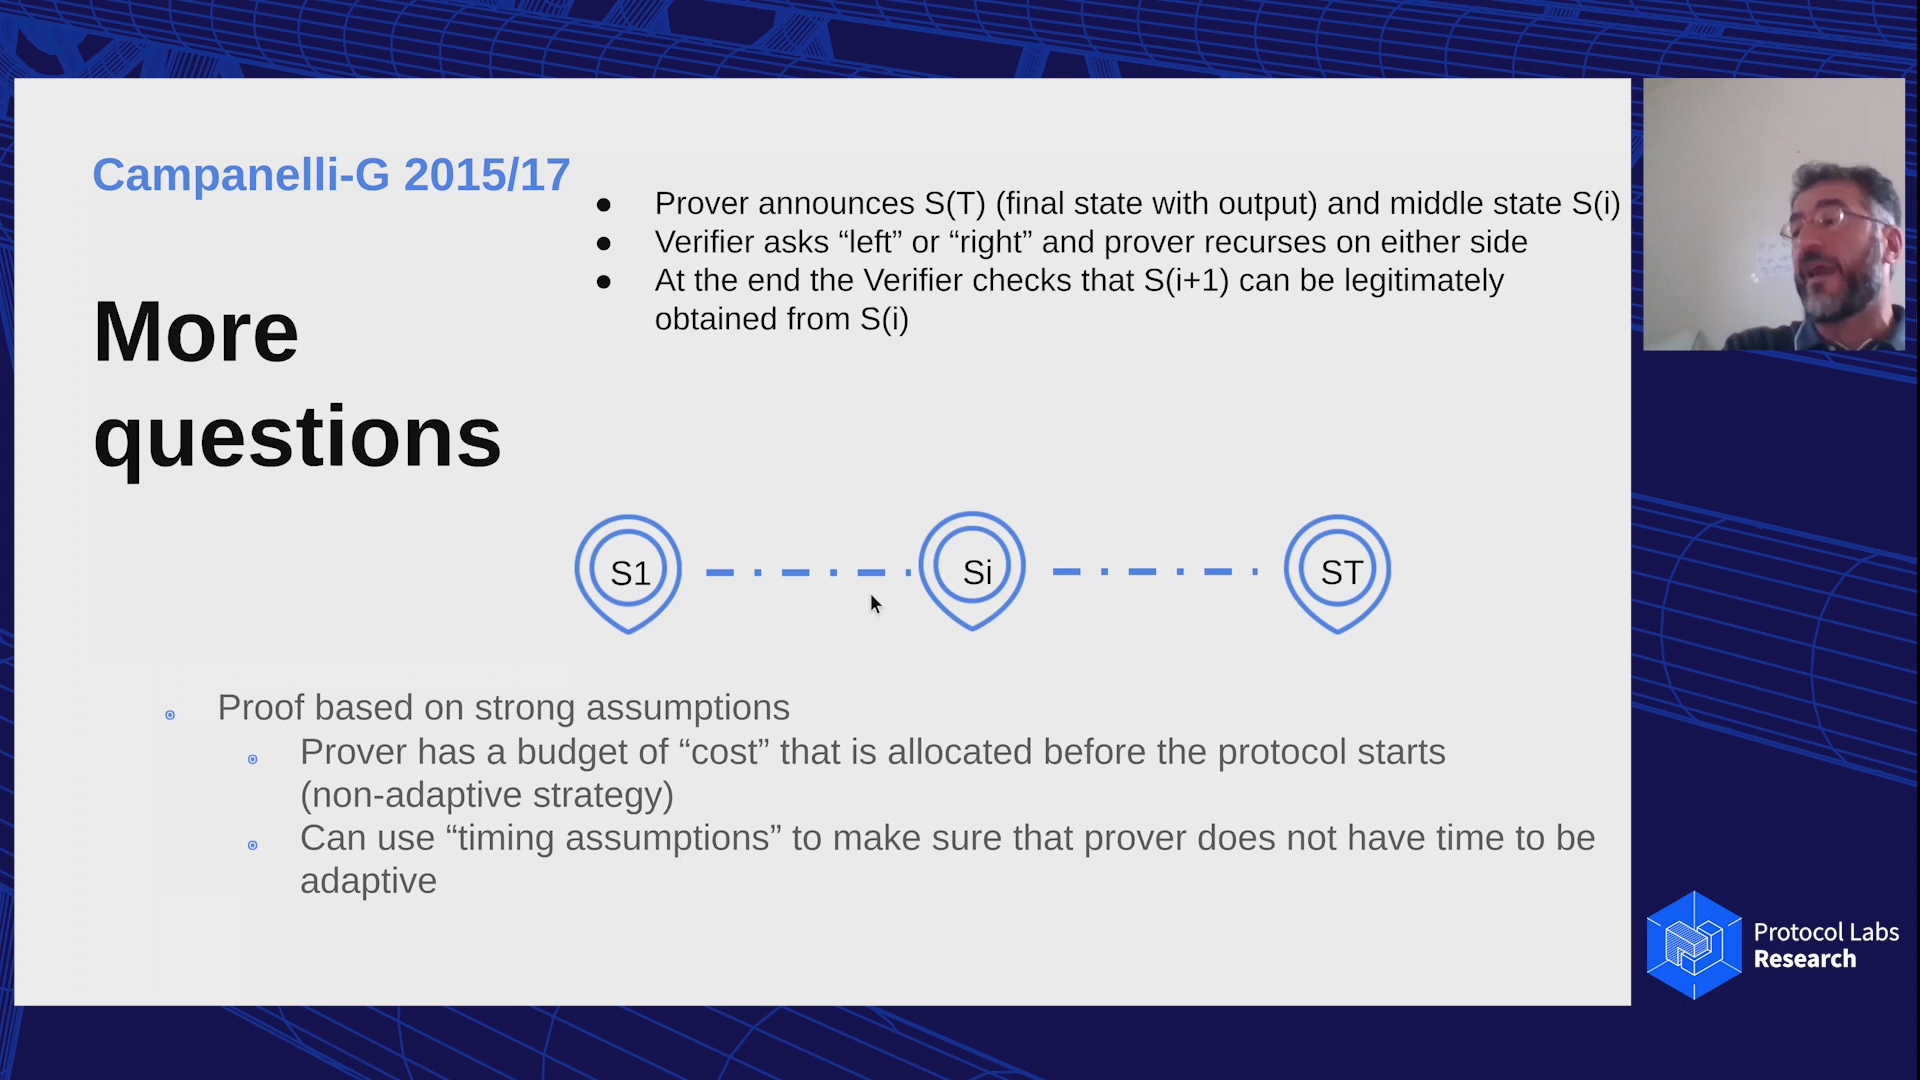 Campanelli-G 2015/17
● Prover announces S(T) (final state with output) and middle state S(i)
● Verifier asks “left” or “right” and prover recurses on either side
● At the end the Verifier checks that S(i+1) can be legitimately
obtained from S(i)
More
questions
S1
Si
ST
Proof based on strong assumptions
Prover has a budget of “cost” that is allocated before the protocol starts
(non-adaptive strategy)
Can use “timing assumptions” to make sure that prover does not have time to be
adaptive
Protocol Labs
Research